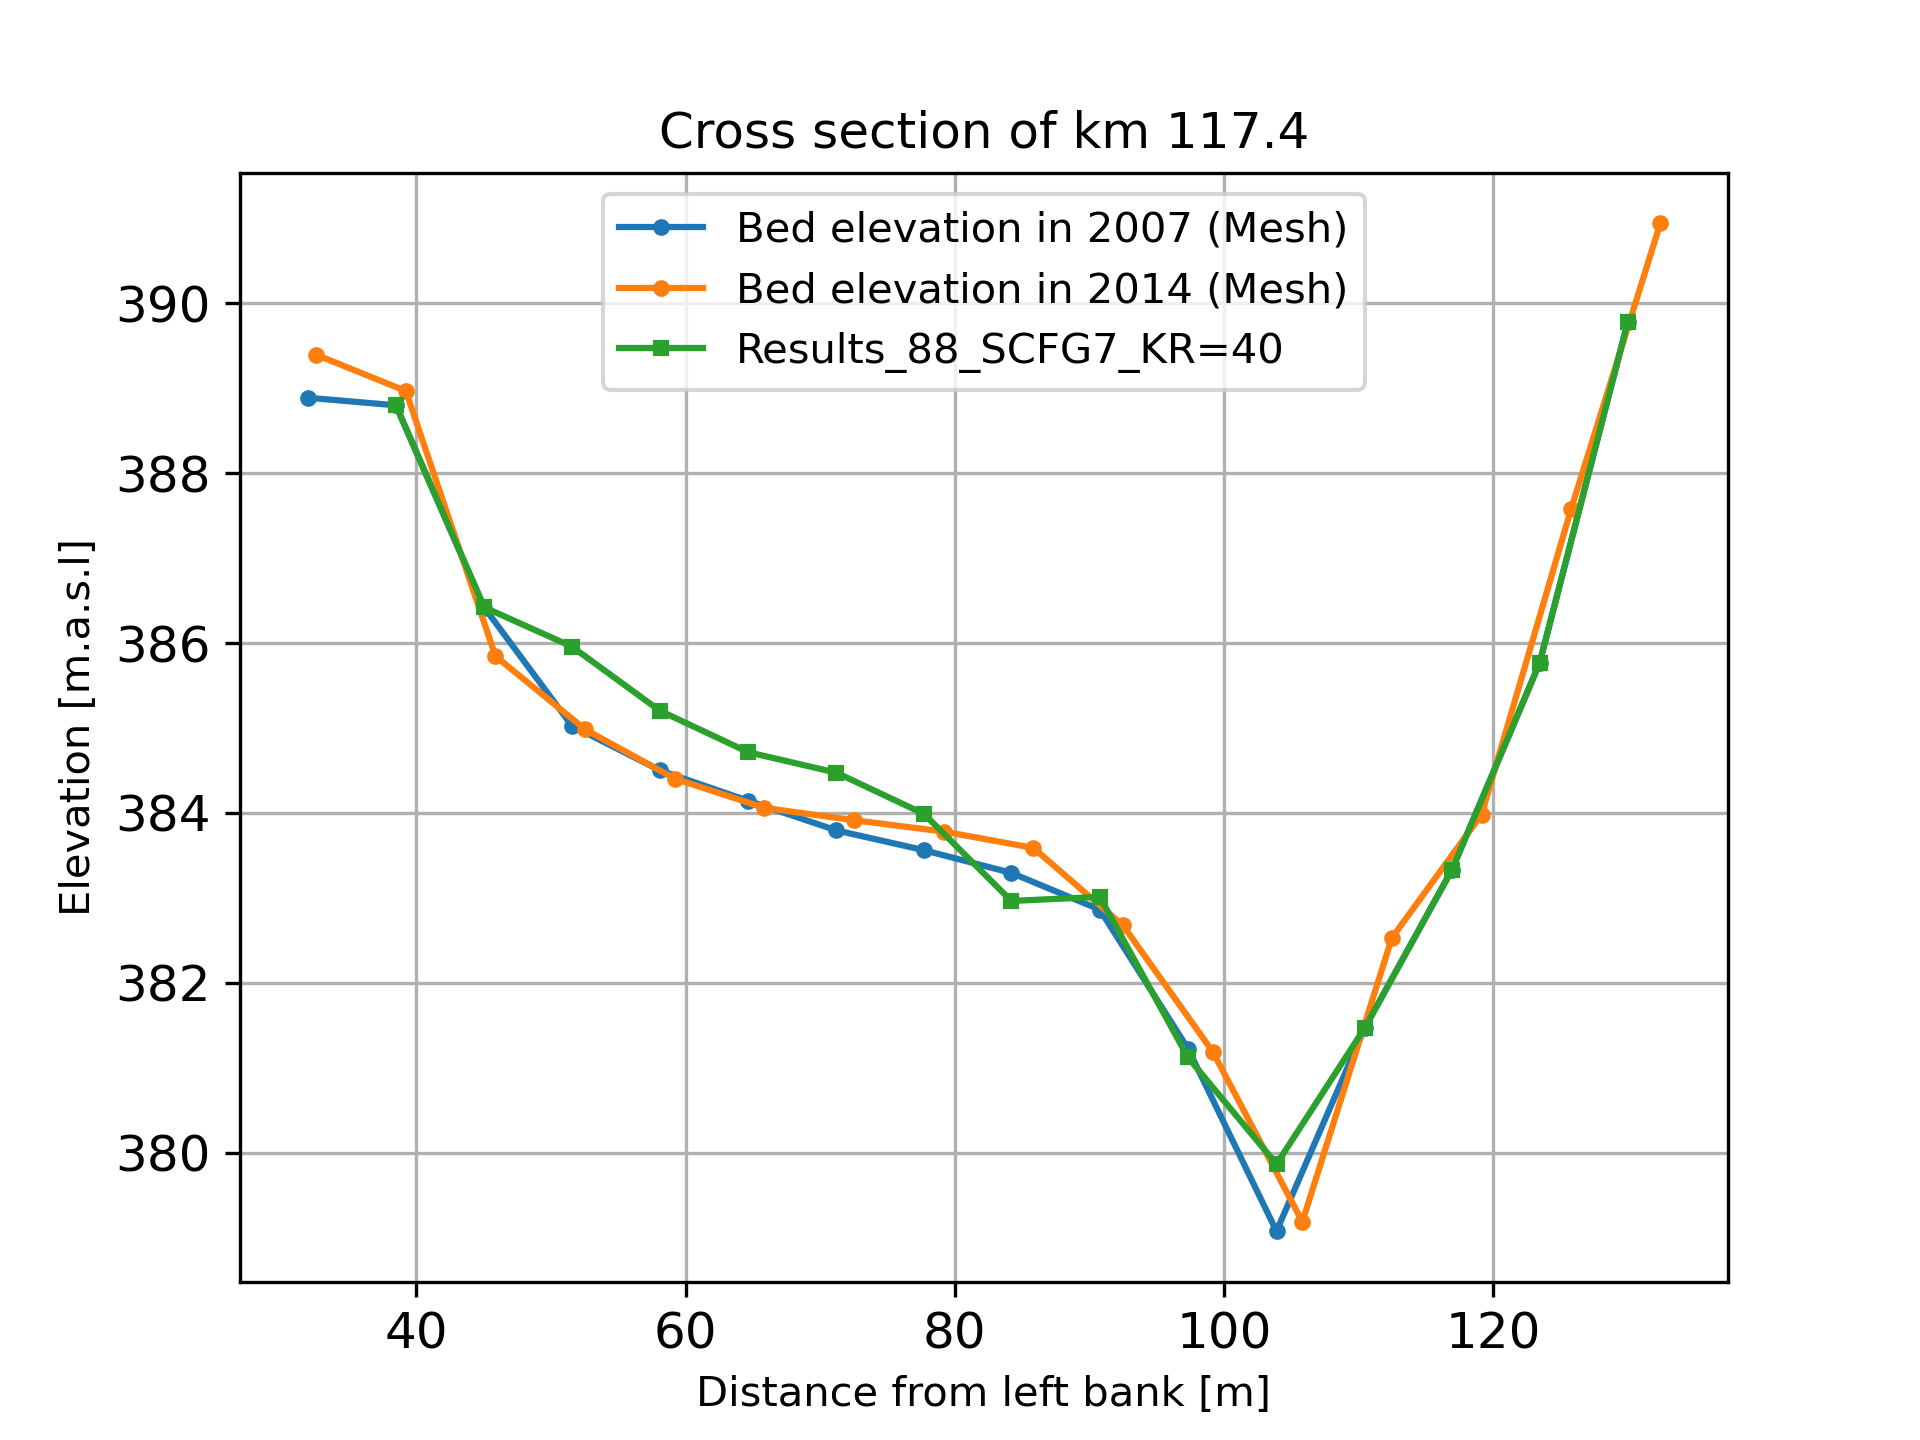 Cross section of km 117.4
Bed elevation in 2007 (Mesh)
Bed elevation in 2014 (Mesh)
Results_88_SCFG7_KR=40
390
388
386
384
382
380
Elevation [m.a.s.l]
40 60 80 100 120
Distance from left bank [m]